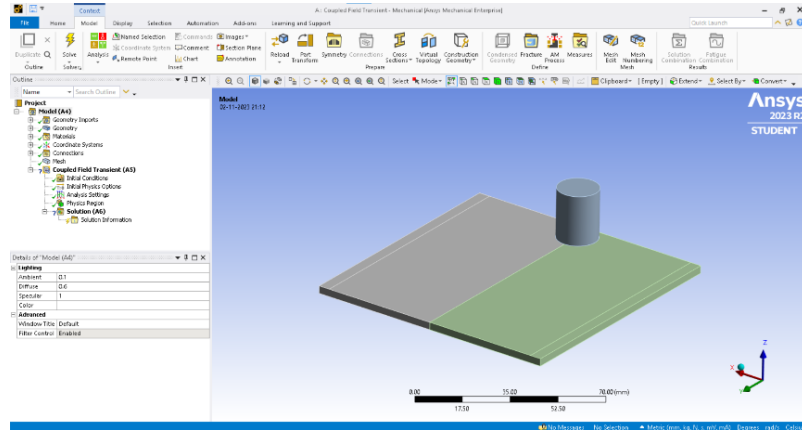 A : Coupled Field Transient - Mechanical [Ansys Mechanical Enterprise]
Context
File Home Model Display Selection Automation Add-ons Learning and Support Quick Launch
Duplicate Q Solve Analysis Named Selection Commands Images Reload Part Transform Symmetry Connections Cross Sections Virtual Topology Construction Geometry Condensed Geometry Fracture AM Process Measures Mesh Edit Mesh Numbering Solution Combination Fatigue Combination
Coordinate System Comment Section Plane
Remote Point Chart Annotation
Outline Solver Insert Prepare Define Mesh Results
Outline
Select Mode Clipboard [Empty] Extend Select By Convert
Name Search Outline
Project
Model (A4)
Geometry Imports
Geometry
Materials
Coordinate Systems
Connections
Mesh
Coupled Field Transient (A5)
Initial Conditions
Initial Physics Options
Analysis Settings
Physics Region
Solution (A6)
Solution Information
Model
02-11-2023 21:12
Ansys
2023 R2
STUDENT
Details of "Model (A4)"
Lighting
Ambient 0.1
Diffuse 0.6
Specular 1
Color
Advanced
Window Title Default
Filter Control Enabled
Z
X
Y
0.00 35.00 70.00 (mm)
17.50 52.50
No Messages No Selection Metric (mm, kg, N, s, mV, mA) Degrees rad/s Celsiu